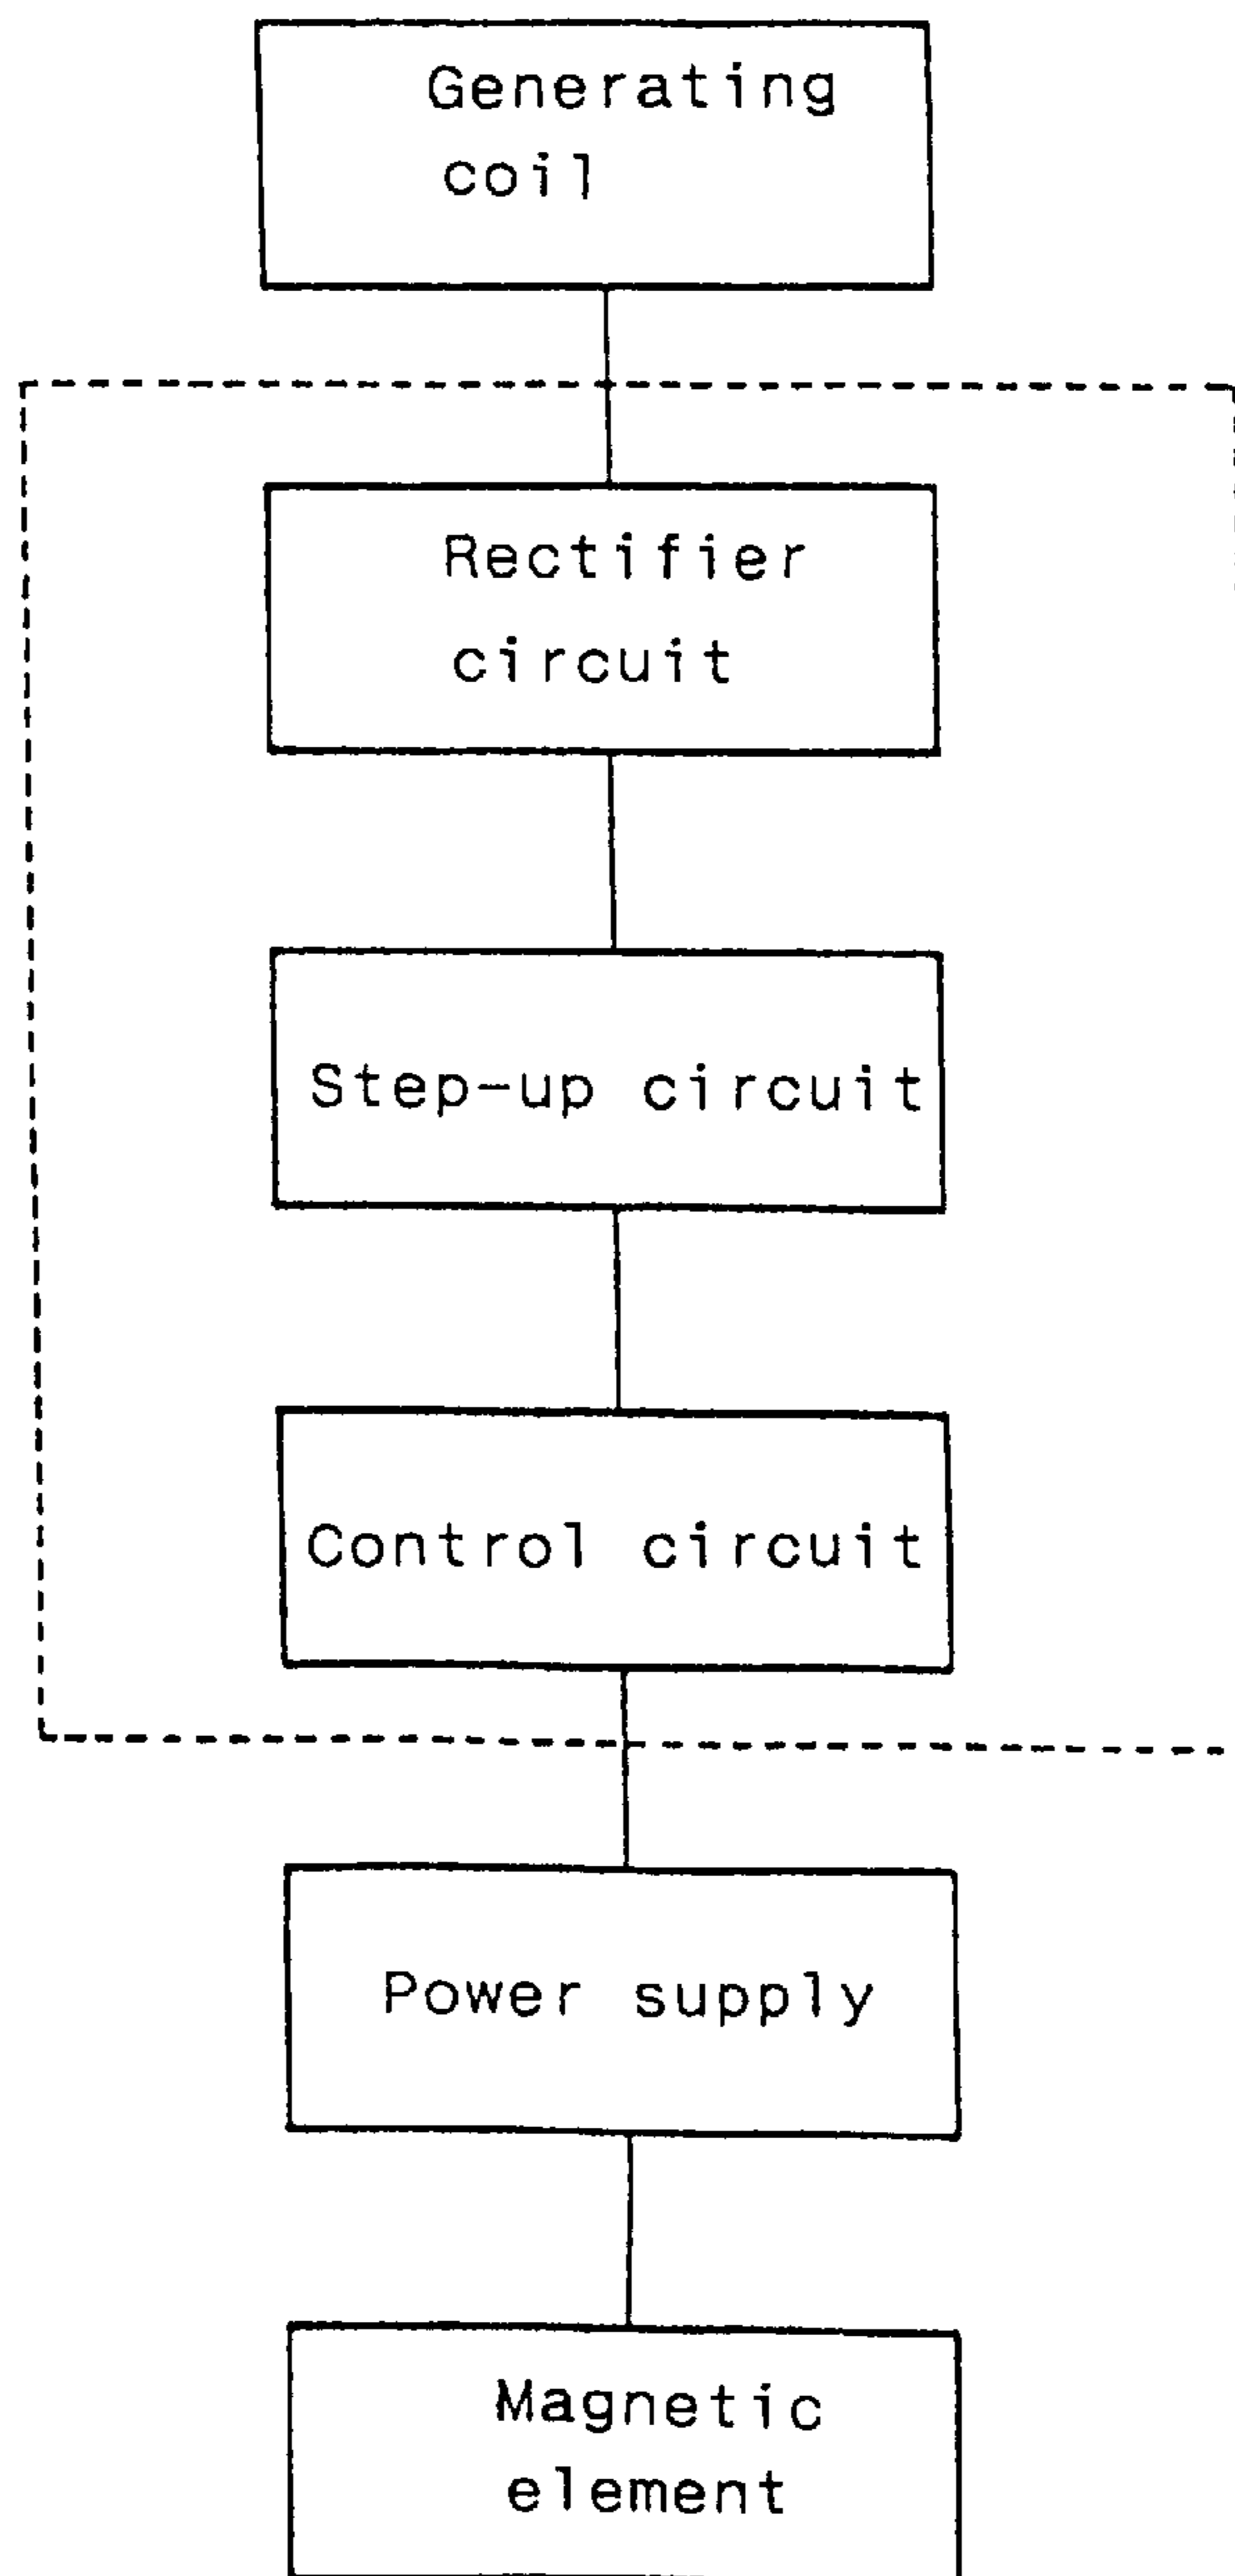 Generating
coil
Rectifier
circuit
Step-up circuit
Control circuit
Power supply
Magnetic
element